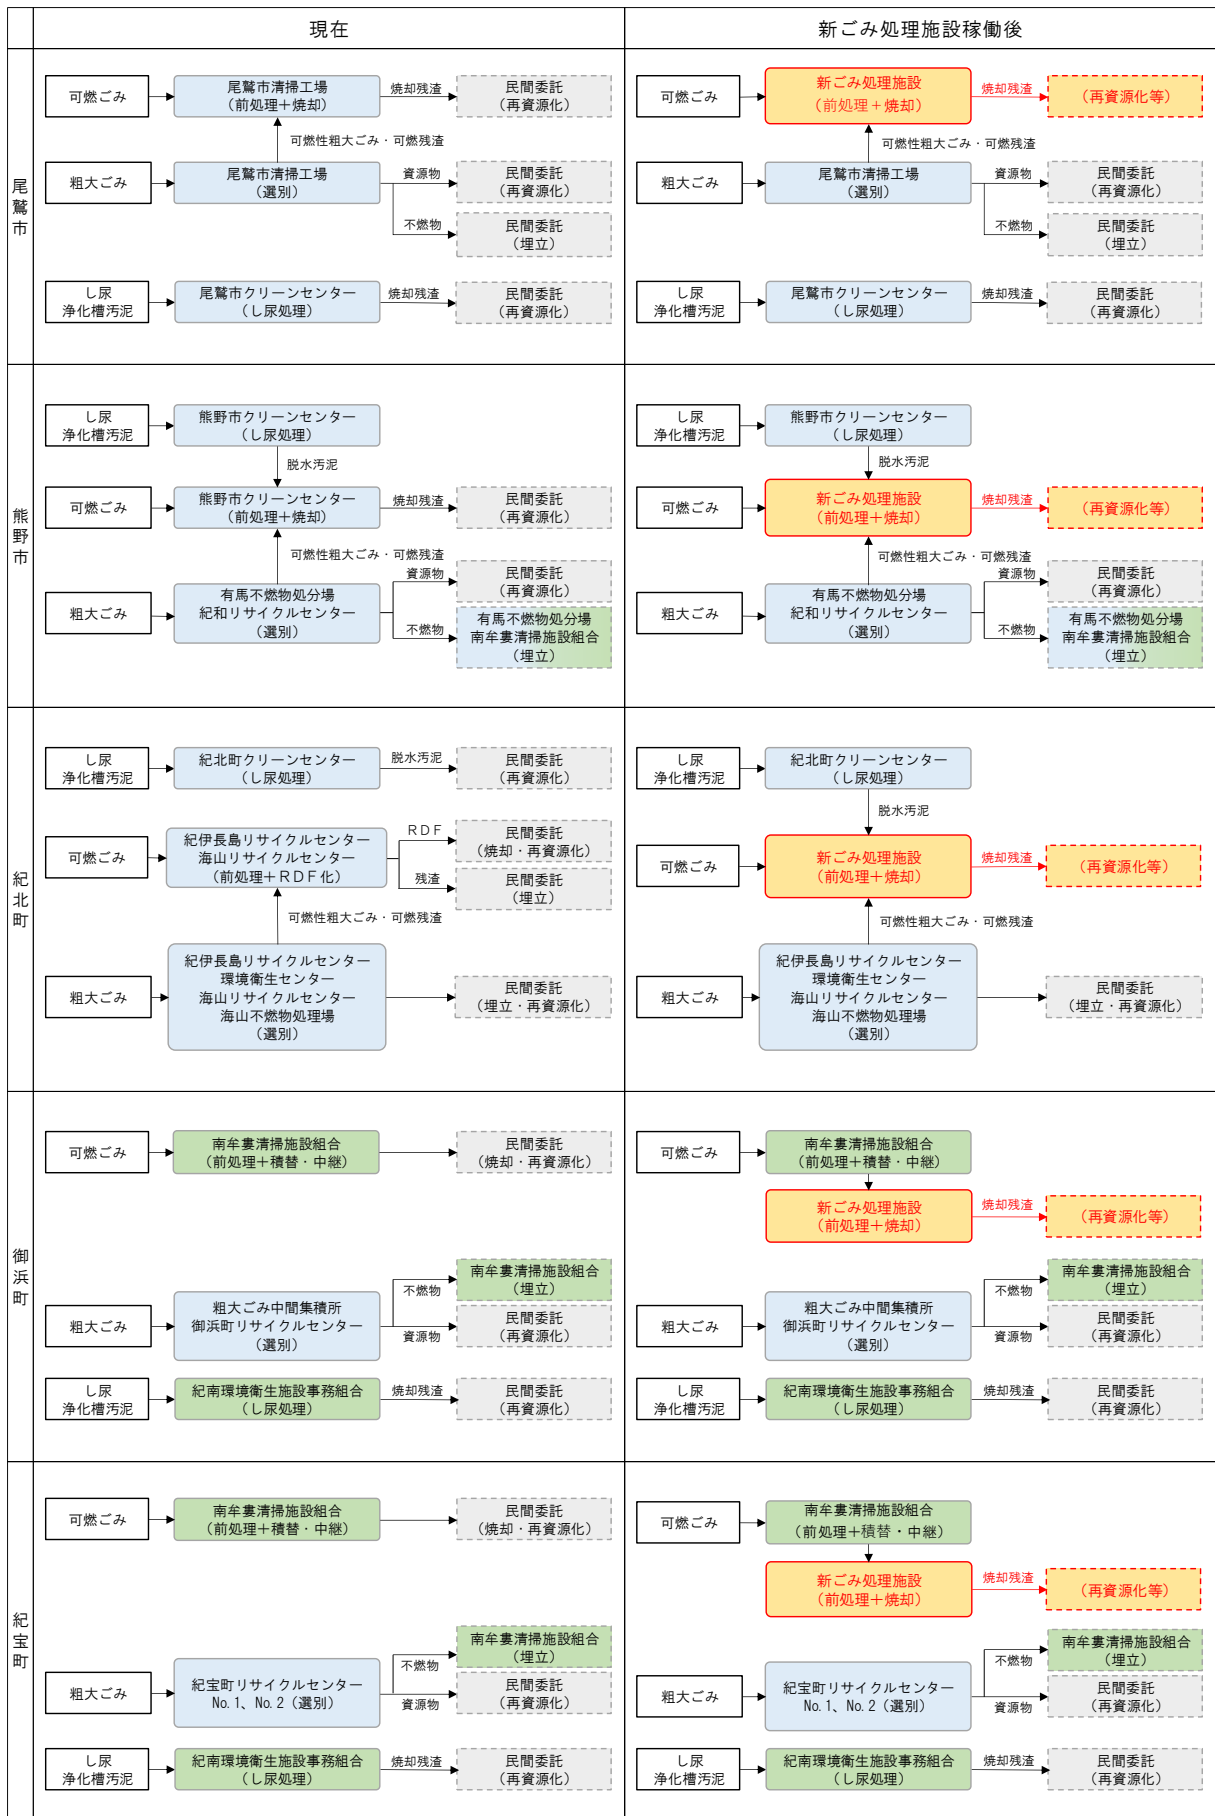 現在
新ごみ処理施設稼働後
尾鷲市
可燃ごみ
尾鷲市清掃工場
(前処理＋焼却)
焼却残渣
民間委託
(再資源化)
可燃性粗大ごみ・可燃残渣
粗大ごみ
尾鷲市清掃工場
(選別)
資源物
民間委託
(再資源化)
不燃物
民間委託
(埋立)
し尿
浄化槽汚泥
尾鷲市クリーンセンター
(し尿処理)
焼却残渣
民間委託
(再資源化)
可燃ごみ
新ごみ処理施設
(前処理＋焼却)
焼却残渣
(再資源化等)
可燃性粗大ごみ・可燃残渣
粗大ごみ
尾鷲市清掃工場
(選別)
資源物
民間委託
(再資源化)
不燃物
民間委託
(埋立)
し尿
浄化槽汚泥
尾鷲市クリーンセンター
(し尿処理)
焼却残渣
民間委託
(再資源化)
熊野市
し尿
浄化槽汚泥
熊野市クリーンセンター
(し尿処理)
脱水汚泥
可燃ごみ
熊野市クリーンセンター
(前処理＋焼却)
焼却残渣
民間委託
(再資源化)
可燃性粗大ごみ・可燃残渣
粗大ごみ
有馬不燃物処分場
紀和リサイクルセンター
(選別)
資源物
民間委託
(再資源化)
不燃物
有馬不燃物処分場
南牟婁清掃施設組合
(埋立)
し尿
浄化槽汚泥
熊野市クリーンセンター
(し尿処理)
脱水汚泥
可燃ごみ
新ごみ処理施設
(前処理＋焼却)
焼却残渣
(再資源化等)
可燃性粗大ごみ・可燃残渣
粗大ごみ
有馬不燃物処分場
紀和リサイクルセンター
(選別)
資源物
民間委託
(再資源化)
不燃物
有馬不燃物処分場
南牟婁清掃施設組合
(埋立)
紀北町
し尿
浄化槽汚泥
紀北町クリーンセンター
(し尿処理)
脱水汚泥
民間委託
(再資源化)
可燃ごみ
紀伊長島リサイクルセンター
海山リサイクルセンター
(前処理＋ＲＤＦ化)
ＲＤＦ
民間委託
(焼却・再資源化)
残渣
民間委託
(埋立)
可燃性粗大ごみ・可燃残渣
粗大ごみ
紀伊長島リサイクルセンター
環境衛生センター
海山リサイクルセンター
海山不燃物処理場
(選別)
民間委託
(埋立・再資源化)
し尿
浄化槽汚泥
紀北町クリーンセンター
(し尿処理)
脱水汚泥
可燃ごみ
新ごみ処理施設
(前処理＋焼却)
焼却残渣
(再資源化等)
可燃性粗大ごみ・可燃残渣
粗大ごみ
紀伊長島リサイクルセンター
環境衛生センター
海山リサイクルセンター
海山不燃物処理場
(選別)
民間委託
(埋立・再資源化)
御浜町
可燃ごみ
南牟婁清掃施設組合
(前処理＋積替・中継)
民間委託
(焼却・再資源化)
粗大ごみ
粗大ごみ中間集積所
御浜町リサイクルセンター
(選別)
不燃物
南牟婁清掃施設組合
(埋立)
資源物
民間委託
(再資源化)
し尿
浄化槽汚泥
紀南環境衛生施設事務組合
(し尿処理)
焼却残渣
民間委託
(再資源化)
可燃ごみ
南牟婁清掃施設組合
(前処理＋積替・中継)
新ごみ処理施設
(前処理＋焼却)
焼却残渣
(再資源化等)
粗大ごみ
粗大ごみ中間集積所
御浜町リサイクルセンター
(選別)
不燃物
南牟婁清掃施設組合
(埋立)
資源物
民間委託
(再資源化)
し尿
浄化槽汚泥
紀南環境衛生施設事務組合
(し尿処理)
焼却残渣
民間委託
(再資源化)
紀宝町
可燃ごみ
南牟婁清掃施設組合
(前処理＋積替・中継)
民間委託
(焼却・再資源化)
粗大ごみ
紀宝町リサイクルセンター
No.1、No.2（選別）
不燃物
南牟婁清掃施設組合
(埋立)
資源物
民間委託
(再資源化)
し尿
浄化槽汚泥
紀南環境衛生施設事務組合
(し尿処理)
焼却残渣
民間委託
(再資源化)
可燃ごみ
南牟婁清掃施設組合
(前処理＋積替・中継)
新ごみ処理施設
(前処理＋焼却)
焼却残渣
(再資源化等)
粗大ごみ
紀宝町リサイクルセンター
No.1、No.2（選別）
不燃物
南牟婁清掃施設組合
(埋立)
資源物
民間委託
(再資源化)
し尿
浄化槽汚泥
紀南環境衛生施設事務組合
(し尿処理)
焼却残渣
民間委託
(再資源化)